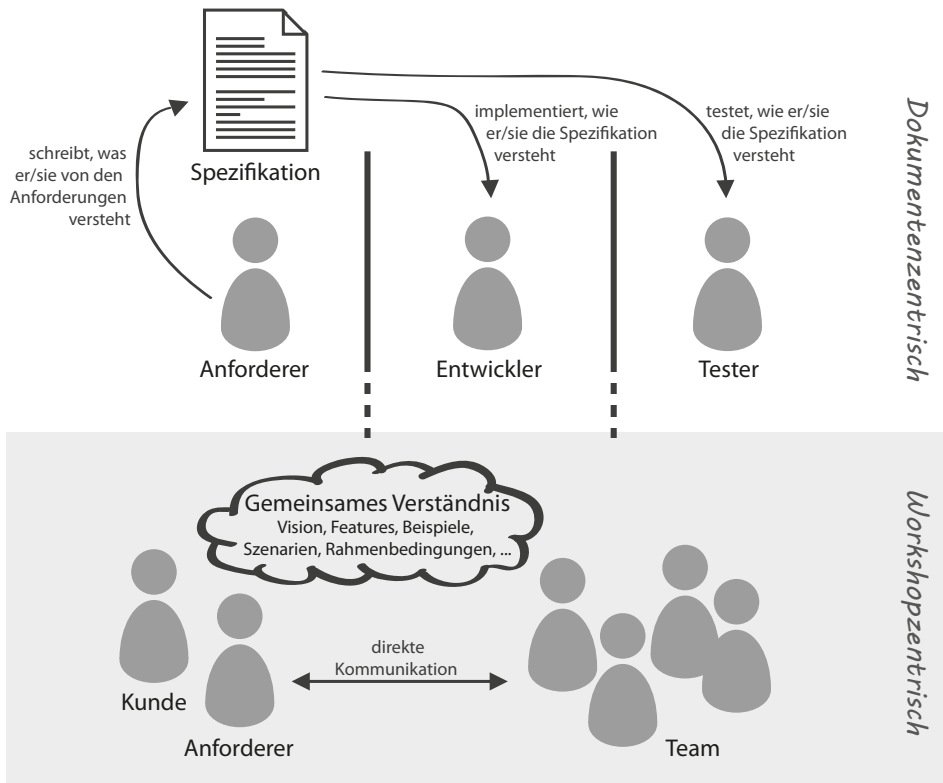 schreibt, was
er/sie von den
Anforderungen
versteht
Spezifikation
implementiert, wie
er/sie die Spezifikation
versteht
testet, wie er/sie
die Spezifikation
versteht
Anforderer
Entwickler
Tester
Dokumentenzentrisch
Gemeinsames Verständnis
Vision, Features, Beispiele,
Szenarien, Rahmenbedingungen, ...
Kunde
Anforderer
direkte
Kommunikation
Team
Workshopzentrisch